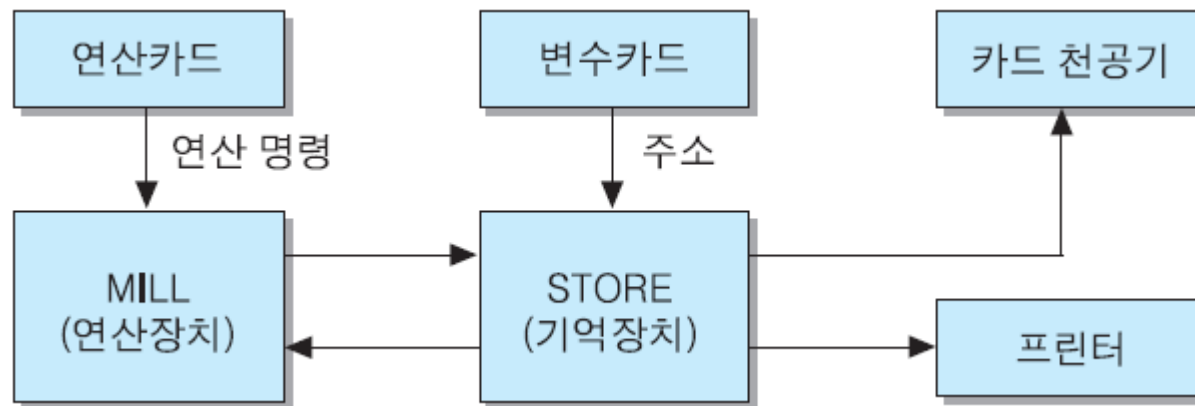 연산카드
변수카드
카드 천공기
연산 명령
주소
MILL
(연산장치)
STORE
(기억장치)
프린터